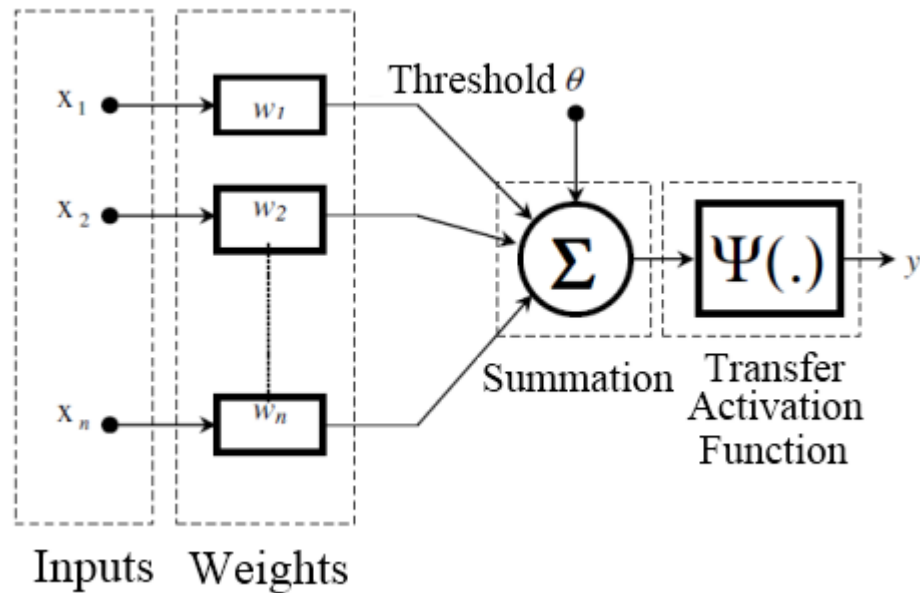 Threshold θ
x1
w1
x2
w2
Σ
Ψ(.)
y
Summation
Transfer
Activation
Function
xn
wn
Inputs
Weights